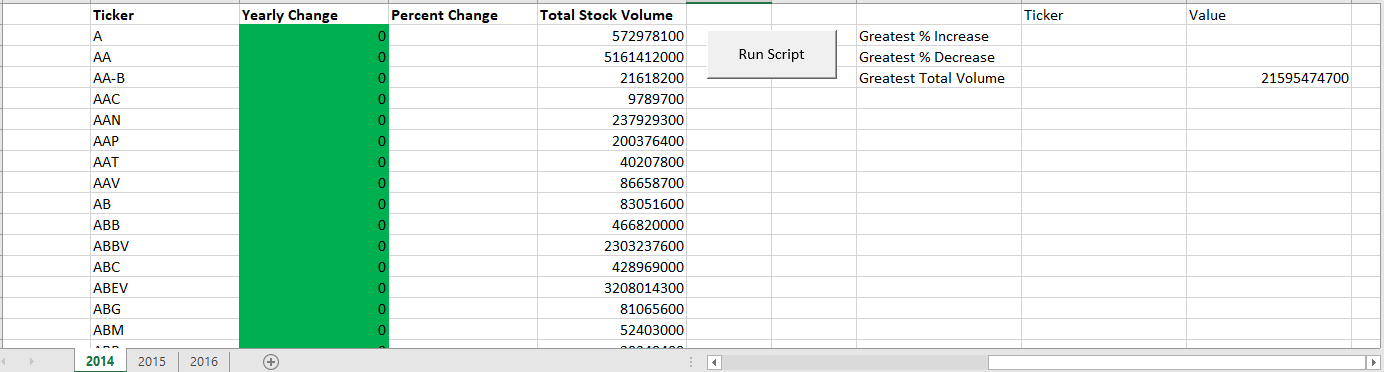 Ticker Yearly Change Percent Change Total Stock Volume Ticker Value
A 0 572978100 Greatest % Increase
AA 0 5161412000 Run Script Greatest % Decrease
AA-B 0 21618200 Greatest Total Volume 21595474700
AAC 0 9789700
AAN 0 237929300
AAP 0 200376400
AAT 0 40207800
AAV 0 86658700
AB 0 83051600
ABB 0 466820000
ABBV 0 2303237600
ABC 0 428969000
ABEV 0 3208014300
ABG 0 81065600
ABM 0 52403000
2014 2015 2016